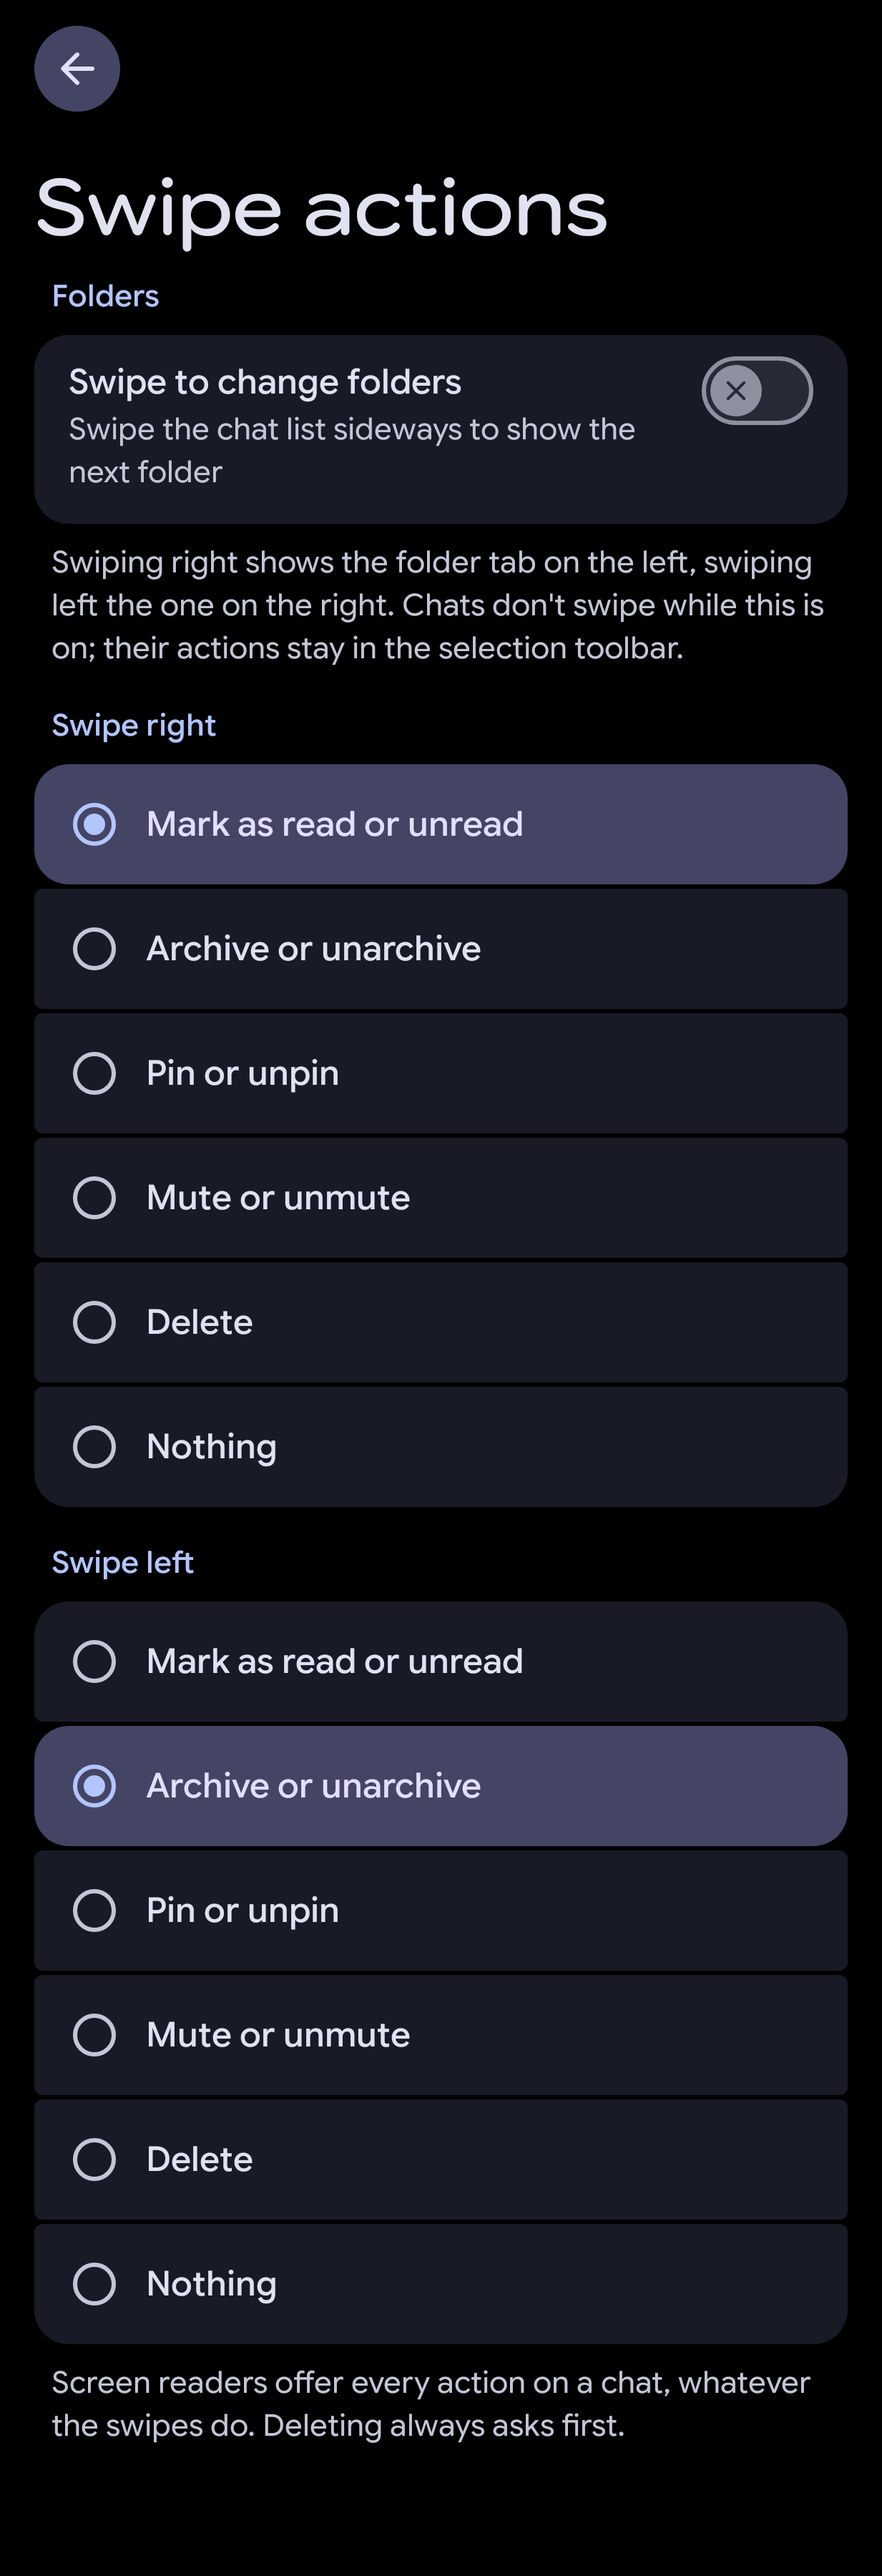 Swipe actions
Folders
Swipe to change folders
Swipe the chat list sideways to show the
next folder
Swiping right shows the folder tab on the left, swiping
left the one on the right. Chats don't swipe while this is
on; their actions stay in the selection toolbar.
Swipe right
Mark as read or unread
Archive or unarchive
Pin or unpin
Mute or unmute
Delete
Nothing
Swipe left
Mark as read or unread
Archive or unarchive
Pin or unpin
Mute or unmute
Delete
Nothing
Screen readers offer every action on a chat, whatever
the swipes do. Deleting always asks first.